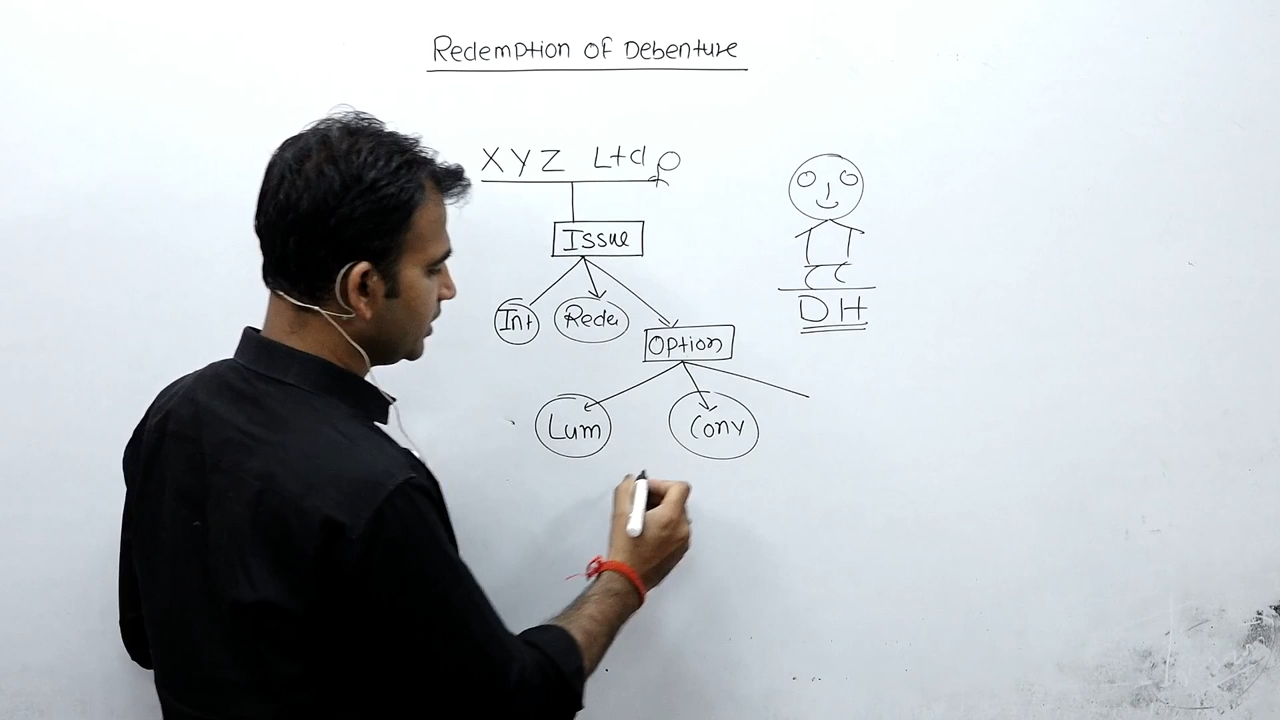 Redemption of Debenture
XYZ Ltd
Issue
Int
Rede
Option
DH
Lum
Conv